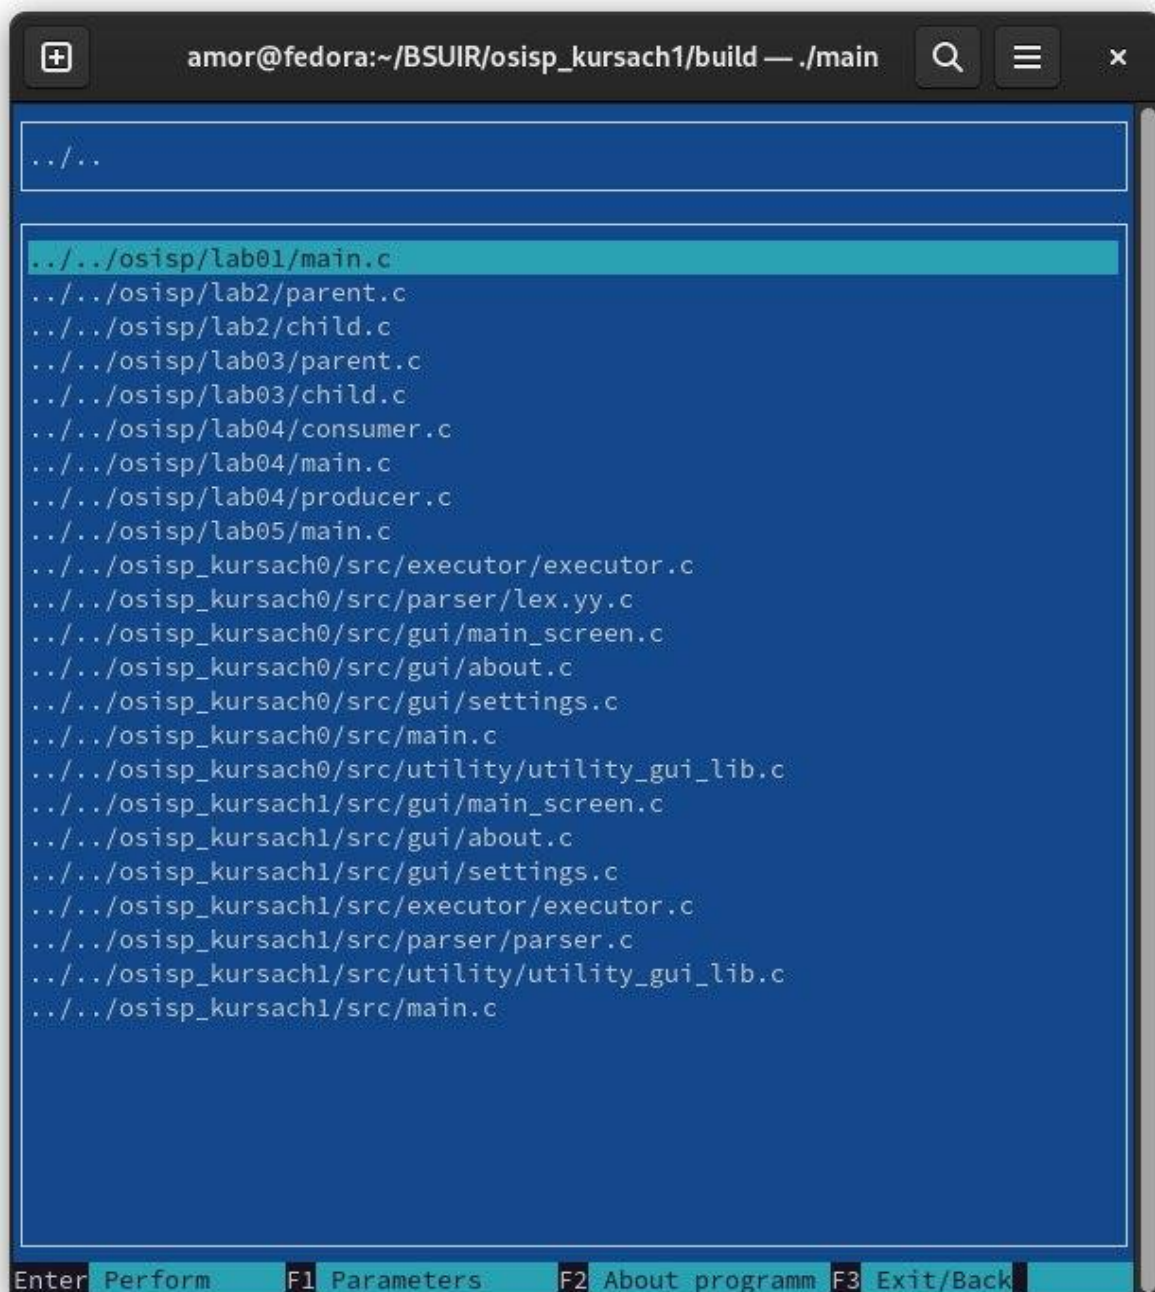 amor@fedora:~/BSUIR/osisp_kursach1/build — ./main
../..
../../osisp/lab01/main.c
../../osisp/lab2/parent.c
../../osisp/lab2/child.c
../../osisp/lab03/parent.c
../../osisp/lab03/child.c
../../osisp/lab04/consumer.c
../../osisp/lab04/main.c
../../osisp/lab04/producer.c
../../osisp/lab05/main.c
../../osisp_kursach0/src/executor/executor.c
../../osisp_kursach0/src/parser/lex.yy.c
../../osisp_kursach0/src/gui/main_screen.c
../../osisp_kursach0/src/gui/about.c
../../osisp_kursach0/src/gui/settings.c
../../osisp_kursach0/src/main.c
../../osisp_kursach0/src/utility/utility_gui_lib.c
../../osisp_kursach1/src/gui/main_screen.c
../../osisp_kursach1/src/gui/about.c
../../osisp_kursach1/src/gui/settings.c
../../osisp_kursach1/src/executor/executor.c
../../osisp_kursach1/src/parser/parser.c
../../osisp_kursach1/src/utility/utility_gui_lib.c
../../osisp_kursach1/src/main.c
Enter Perform F1 Parameters F2 About programm F3 Exit/Back